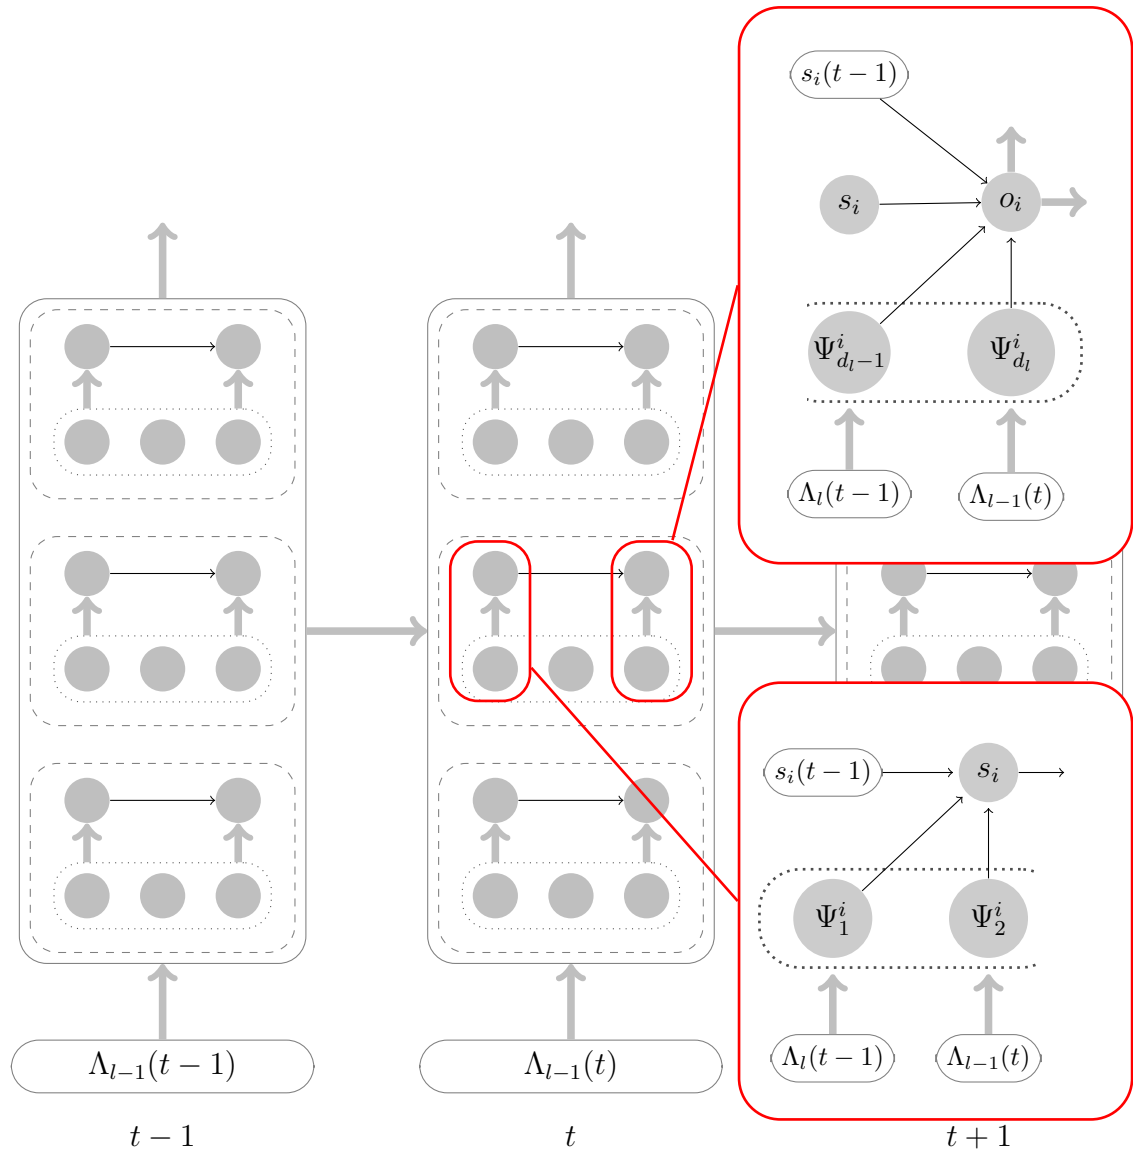 s_i(t − 1)
s_i o_i
Ψ^i_{d_l−1} Ψ^i_{d_l}
Λ_l(t − 1) Λ_{l−1}(t)
s_i(t − 1) s_i
Ψ^i_1 Ψ^i_2
Λ_l(t − 1) Λ_{l−1}(t)
Λ_{l−1}(t − 1) Λ_{l−1}(t)
t − 1 t t + 1